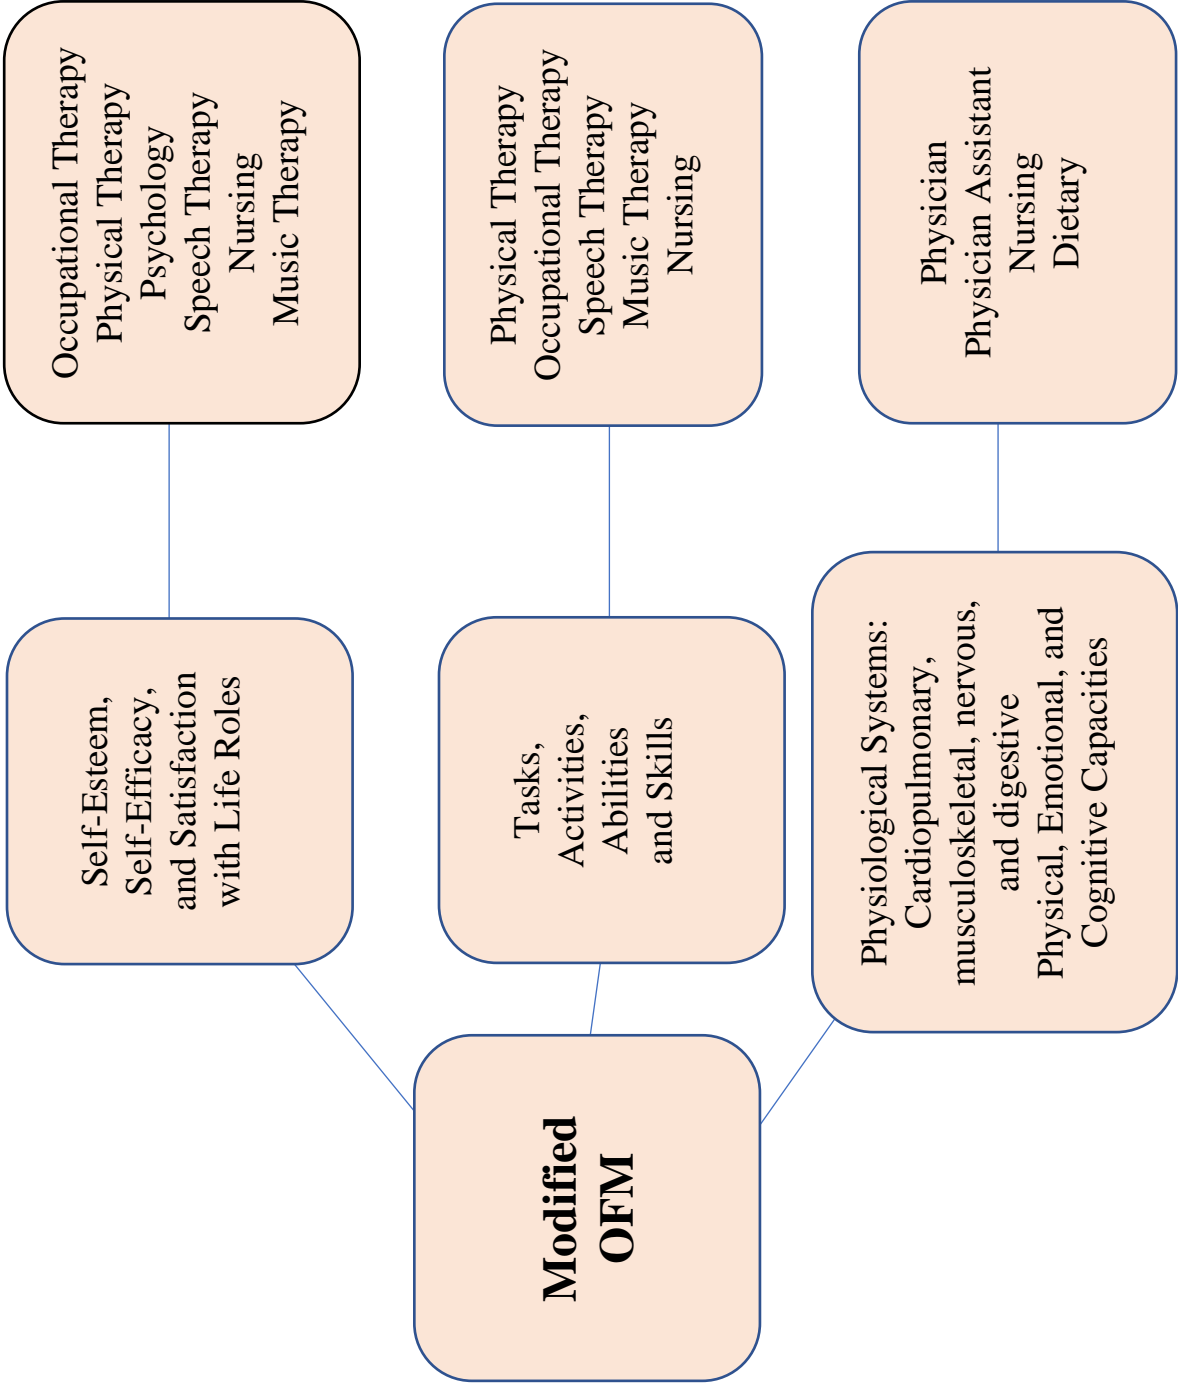 Modified
OFM
Self-Esteem,
Self-Efficacy,
and Satisfaction
with Life Roles
Occupational Therapy
Physical Therapy
Psychology
Speech Therapy
Nursing
Music Therapy
Tasks,
Activities,
Abilities
and Skills
Physical Therapy
Occupational Therapy
Speech Therapy
Music Therapy
Nursing
Physiological Systems:
Cardiopulmonary,
musculoskeletal, nervous,
and digestive
Physical, Emotional, and
Cognitive Capacities
Physician
Physician Assistant
Nursing
Dietary